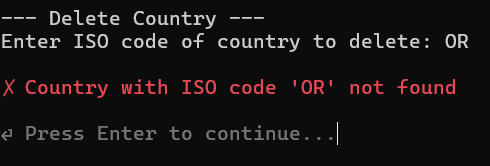 --- Delete Country ---
Enter ISO code of country to delete: OR
✗ Country with ISO code 'OR' not found
↵ Press Enter to continue...